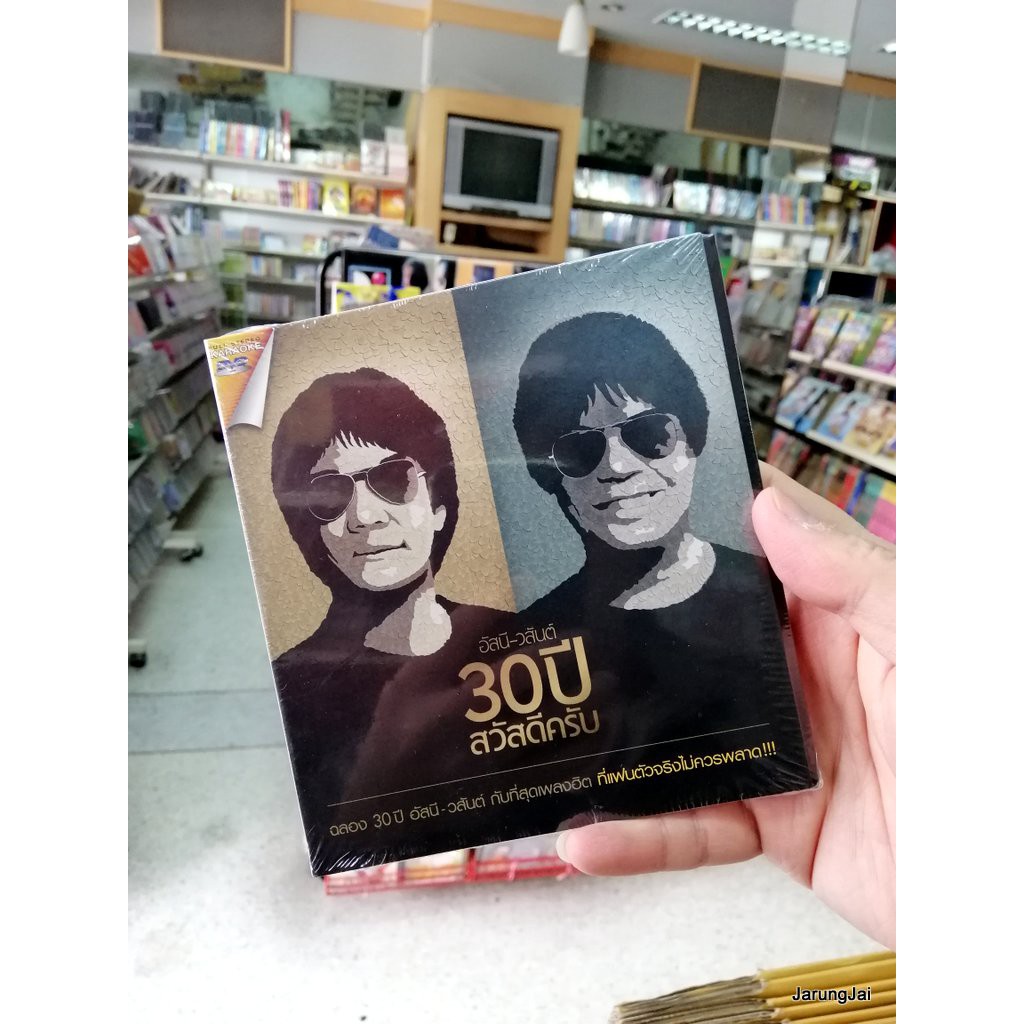 KARAOKE
อัสนี-วสันต์
30ปี
สวัสดีครับ
ฉลอง 30 ปี อัสนี-วสันต์ กับที่สุดเพลงฮิต ที่แฟนตัวจริงไม่ควรพลาด!!!
JarungJai